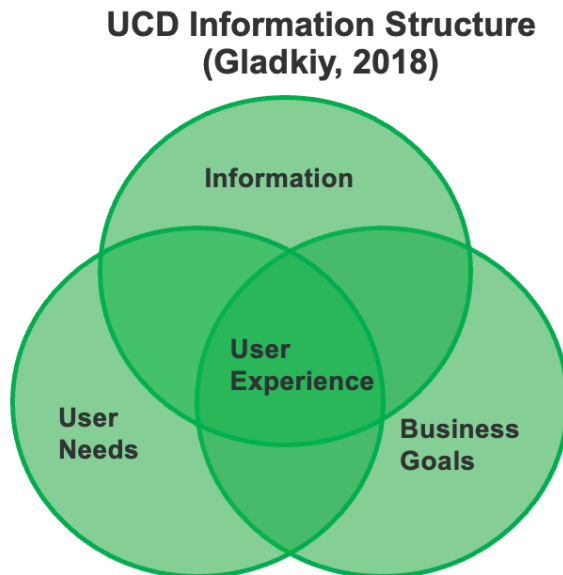 UCD Information Structure
(Gladkiy, 2018)
Information
User
Experience
User
Needs
Business
Goals